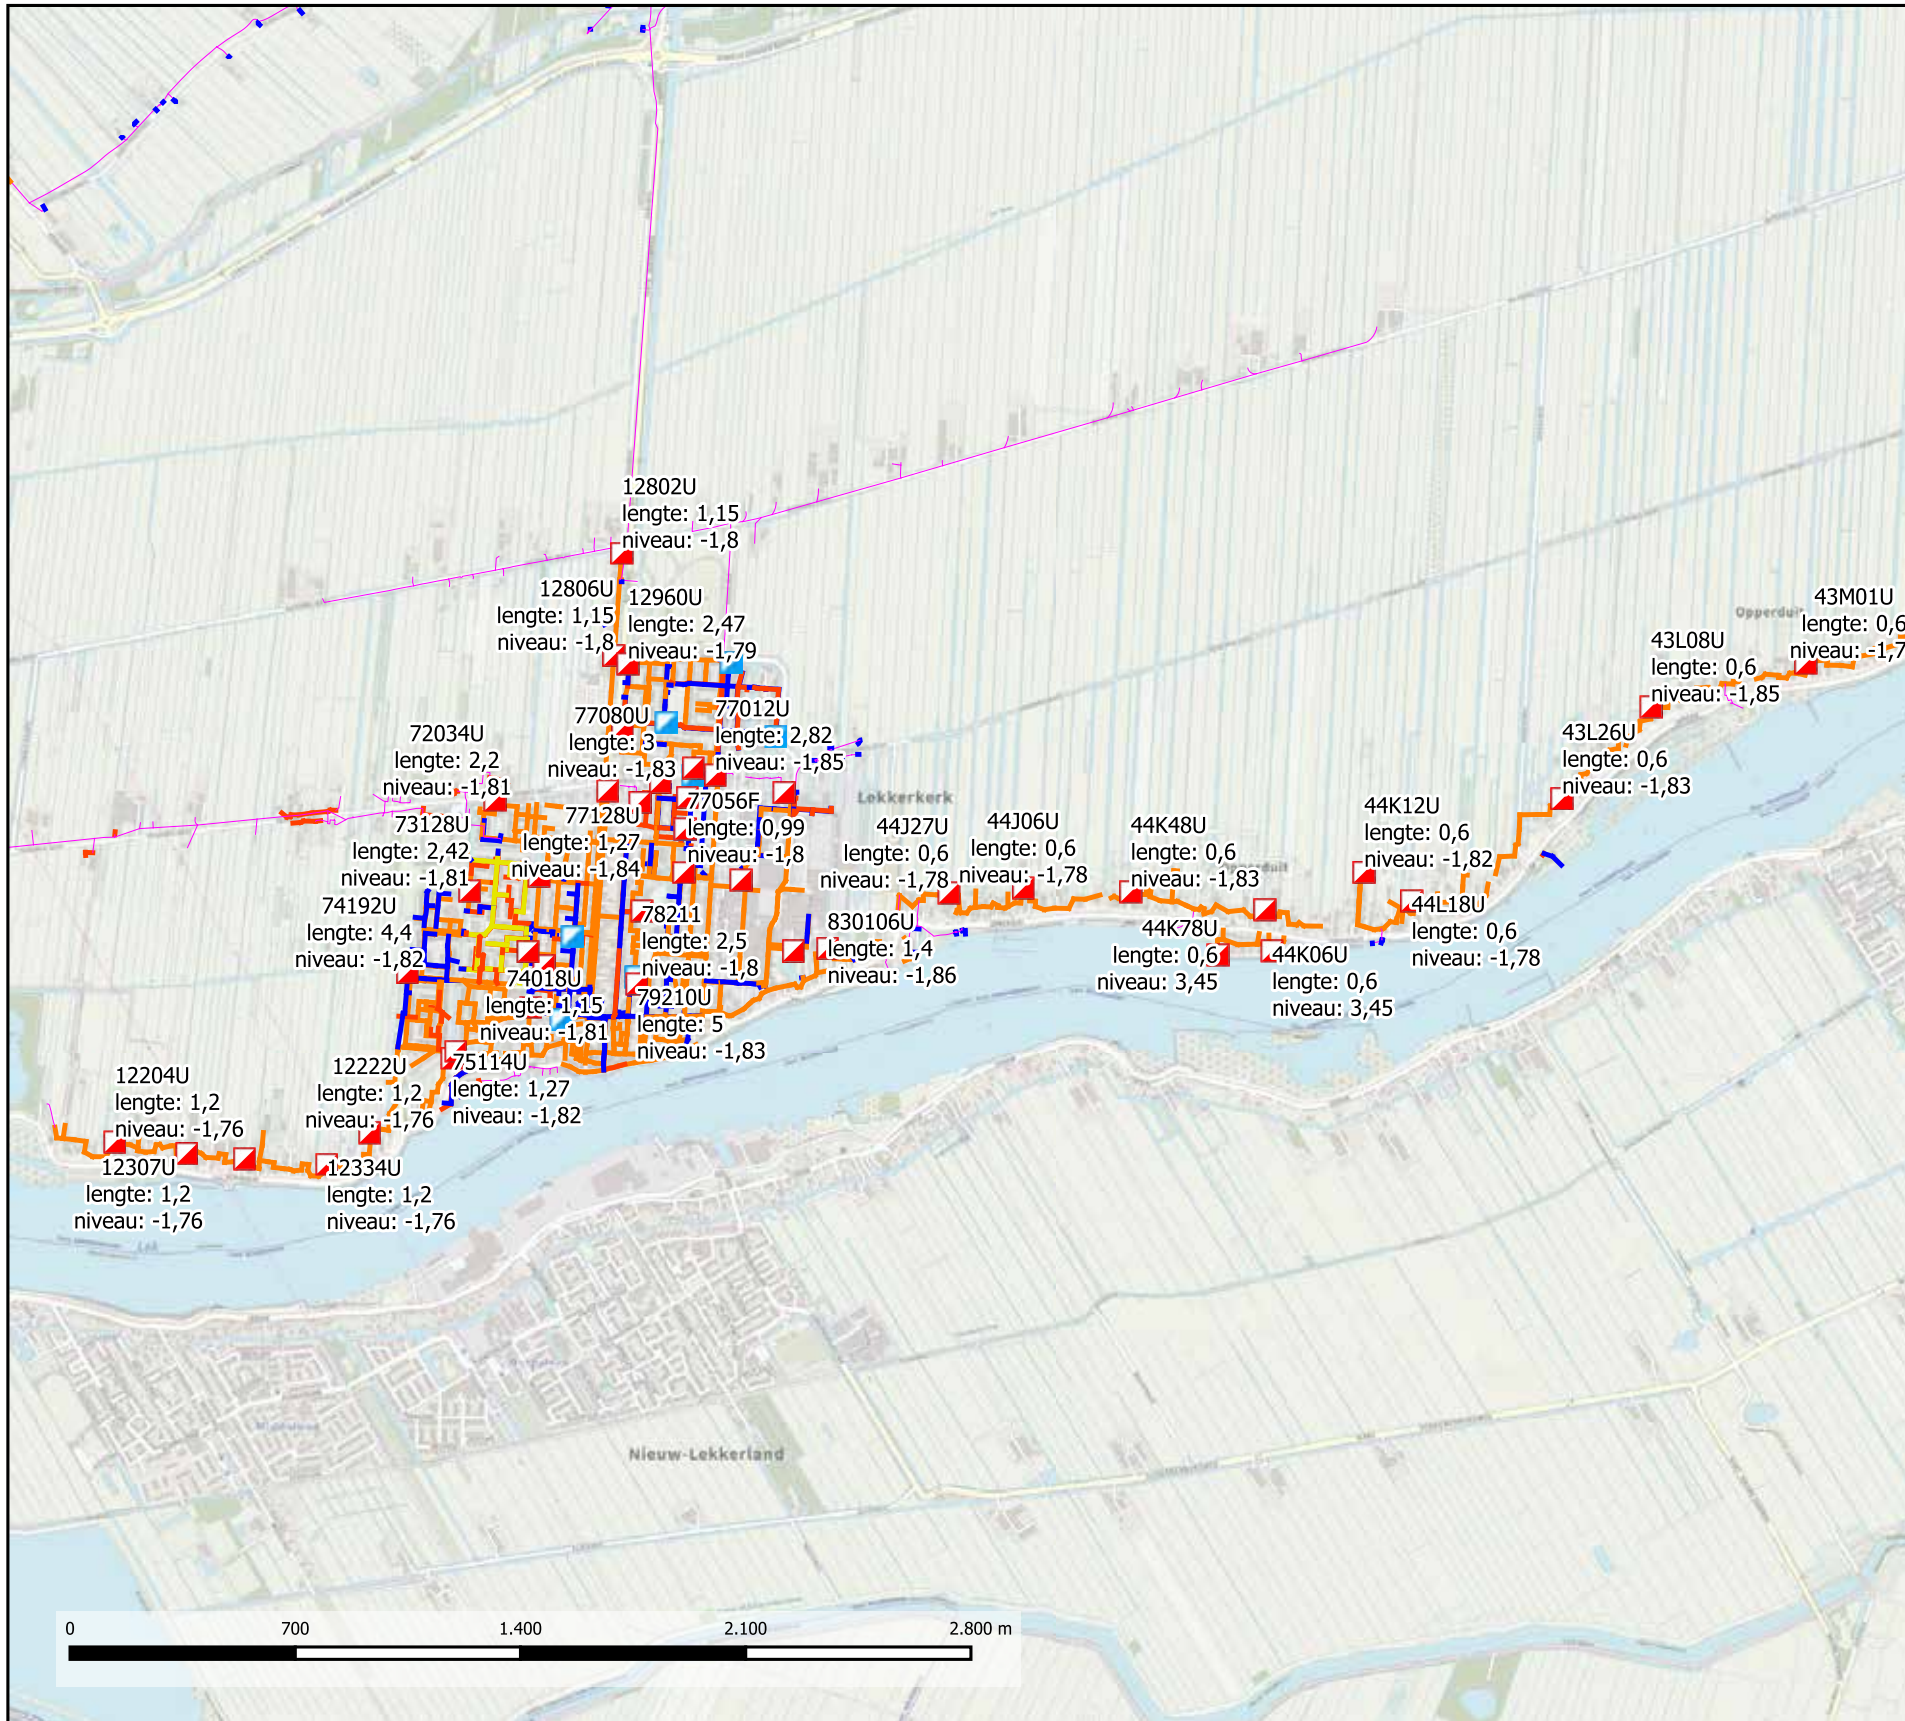 12802U
lengte: 1,15
niveau: -1,8
12806U
lengte: 1,15
niveau: -1,8
12960U
lengte: 2,47
niveau: -1,79
Opperduit
43M01U
lengte: 0,6
niveau: -1,7
43L08U
lengte: 0,6
niveau: -1,85
77080U
lengte: 3
niveau: -1,83
77012U
lengte: 2,82
niveau: -1,85
72034U
lengte: 2,2
niveau: -1,81
43L26U
lengte: 0,6
niveau: -1,83
Lekkerkerk
77056F
lengte: 0,99
niveau: -1,8
77128U
lengte: 1,27
niveau: -1,84
73128U
lengte: 2,42
niveau: -1,81
44J27U
lengte: 0,6
niveau: -1,78
44J06U
lengte: 0,6
niveau: -1,78
44K48U
lengte: 0,6
niveau: -1,83
44K12U
lengte: 0,6
niveau: -1,82
74192U
lengte: 4,4
niveau: -1,82
78211
lengte: 2,5
niveau: -1,8
830106U
lengte: 1,4
niveau: -1,86
44K78U
lengte: 0,6
niveau: 3,45
44K06U
lengte: 0,6
niveau: 3,45
44L18U
lengte: 0,6
niveau: -1,78
74018U
lengte: 1,15
niveau: -1,81
79210U
lengte: 5
niveau: -1,83
12204U
lengte: 1,2
niveau: -1,76
12222U
lengte: 1,2
niveau: -1,76
75114U
lengte: 1,27
niveau: -1,82
12307U
lengte: 1,2
niveau: -1,76
12334U
lengte: 1,2
niveau: -1,76
Lek
Middelweg
Nieuw-Lekkerland
0 700 1.400 2.100 2.800 m